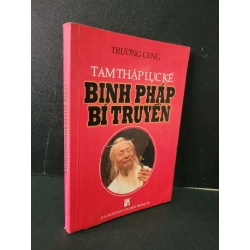 TRƯƠNG CUNG
TAM THẬP LỤC KẾ
BINH PHÁP
BÍ TRUYỀN